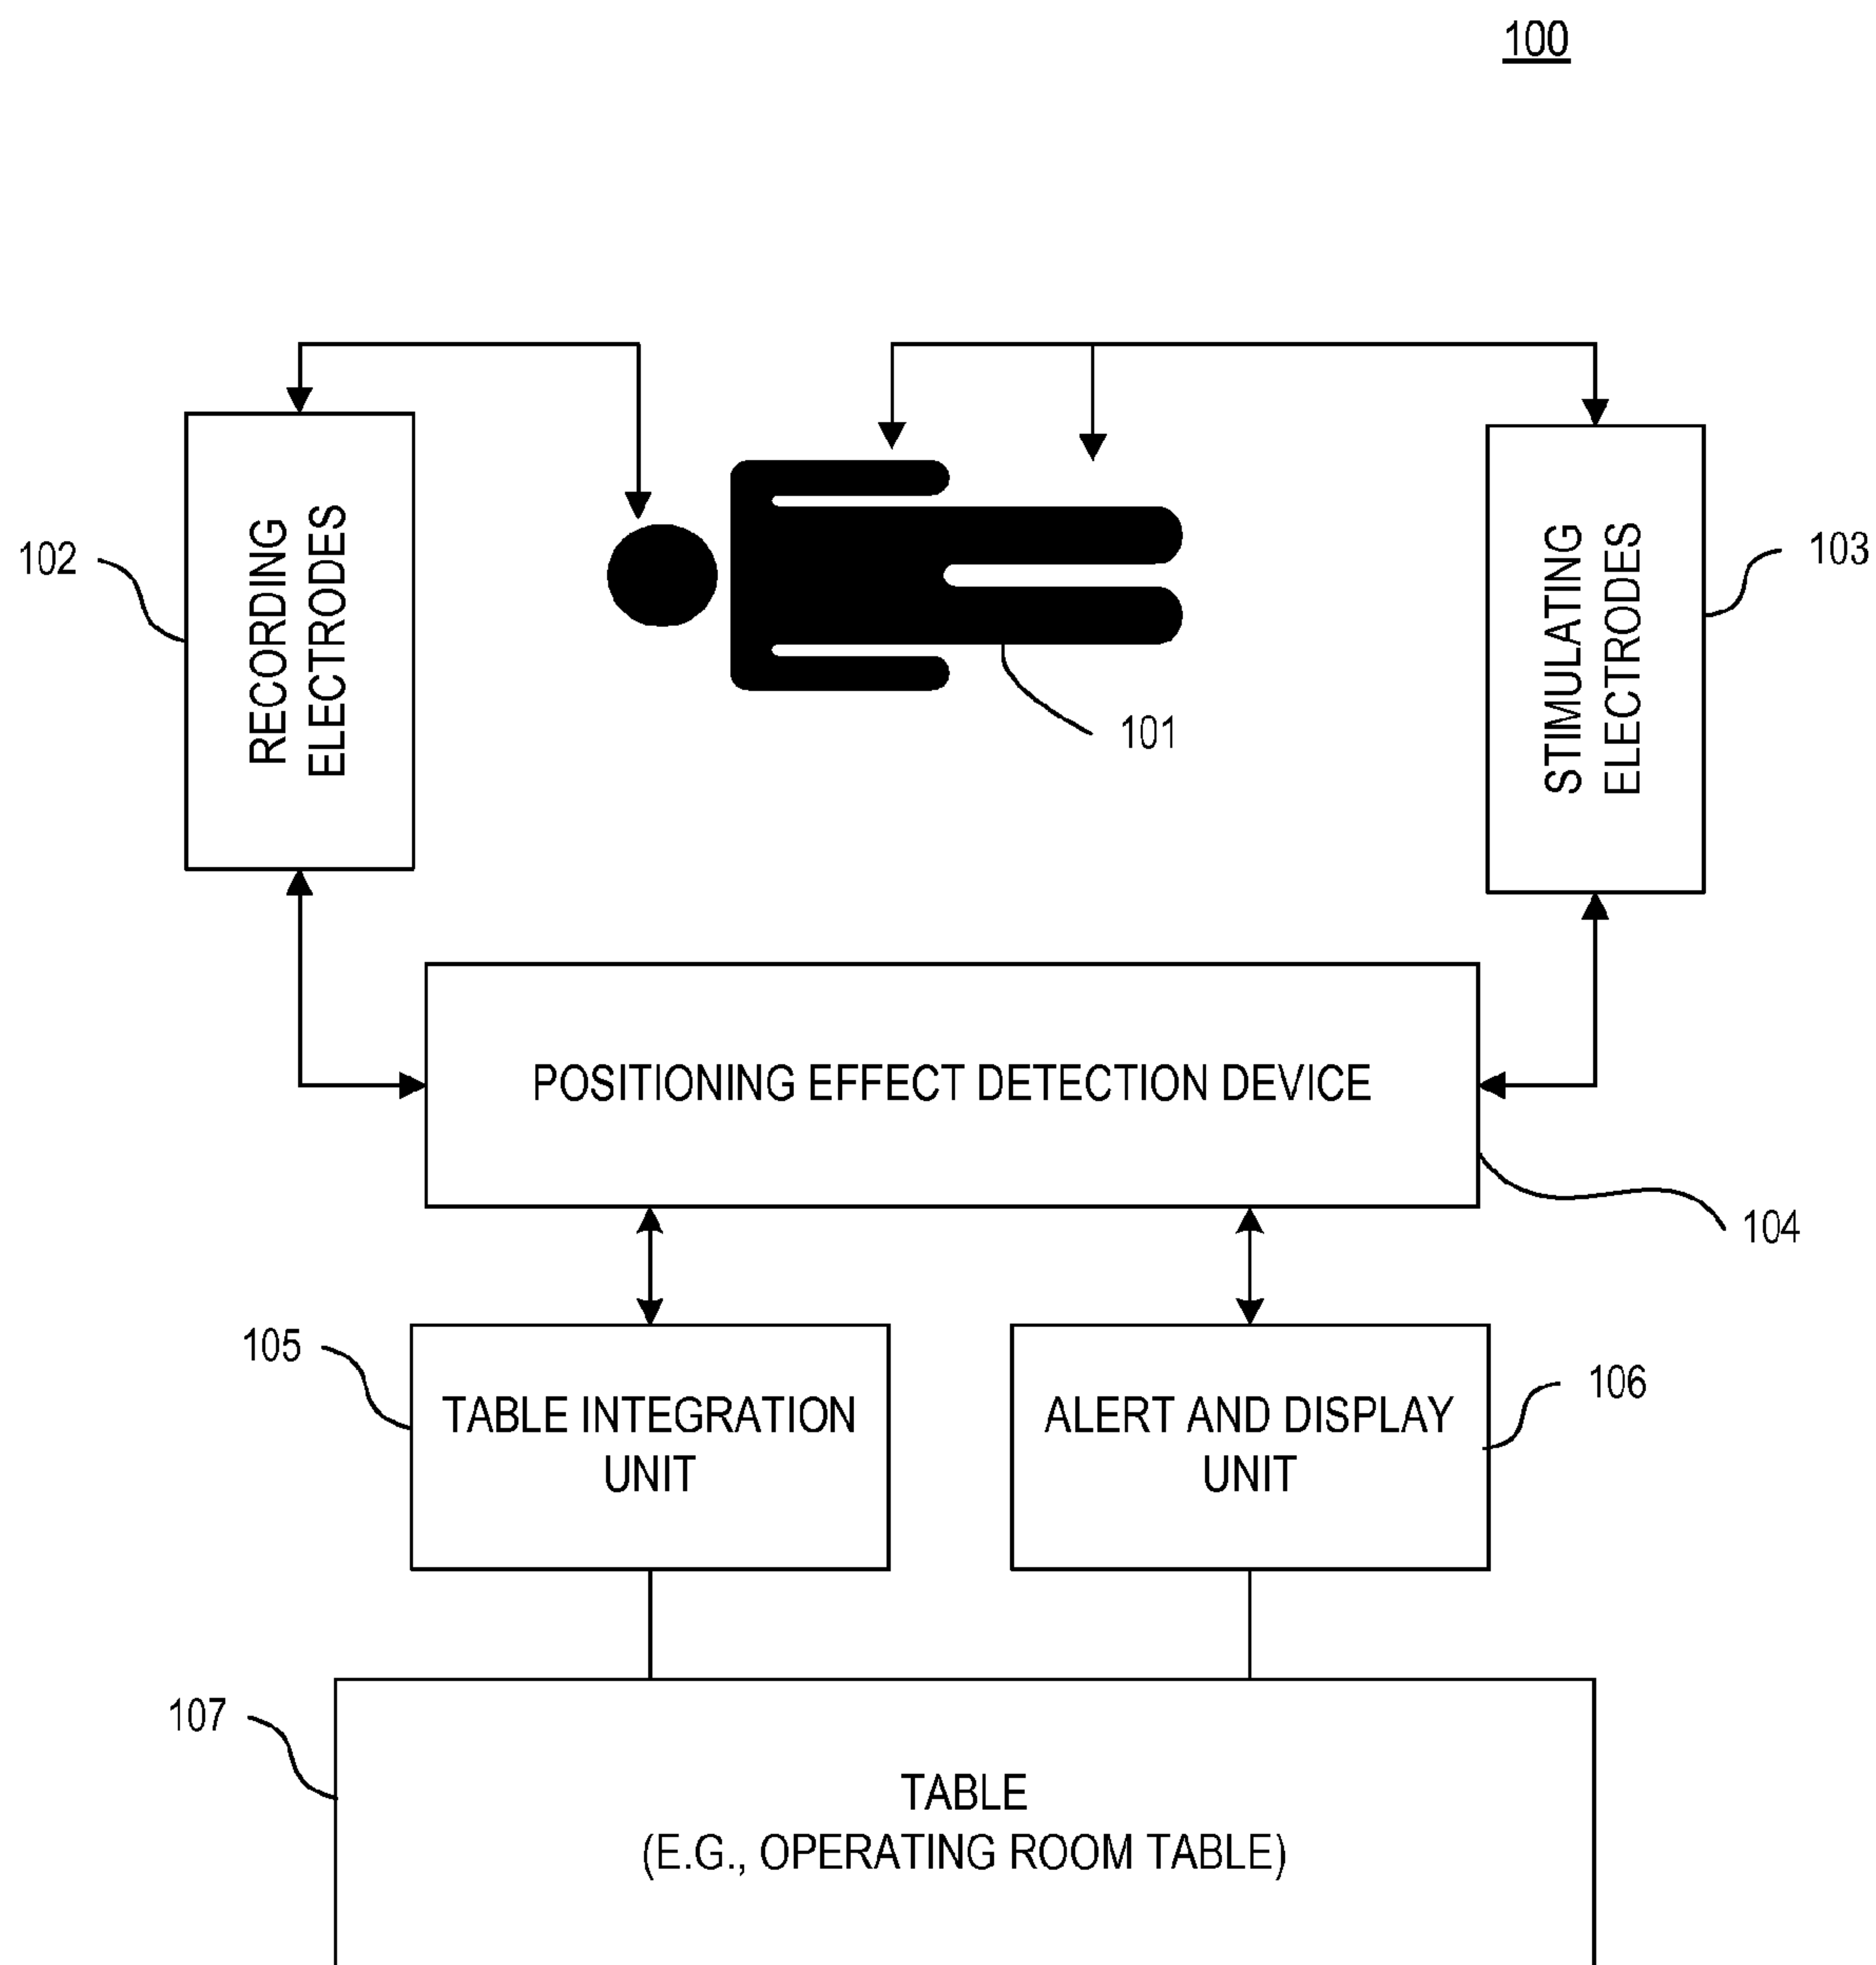 100
102
RECORDING
ELECTRODES
STIMULATING
ELECTRODES
103
101
POSITIONING EFFECT DETECTION DEVICE
104
105
TABLE INTEGRATION
UNIT
ALERT AND DISPLAY
UNIT
106
107
TABLE
(E.G., OPERATING ROOM TABLE)